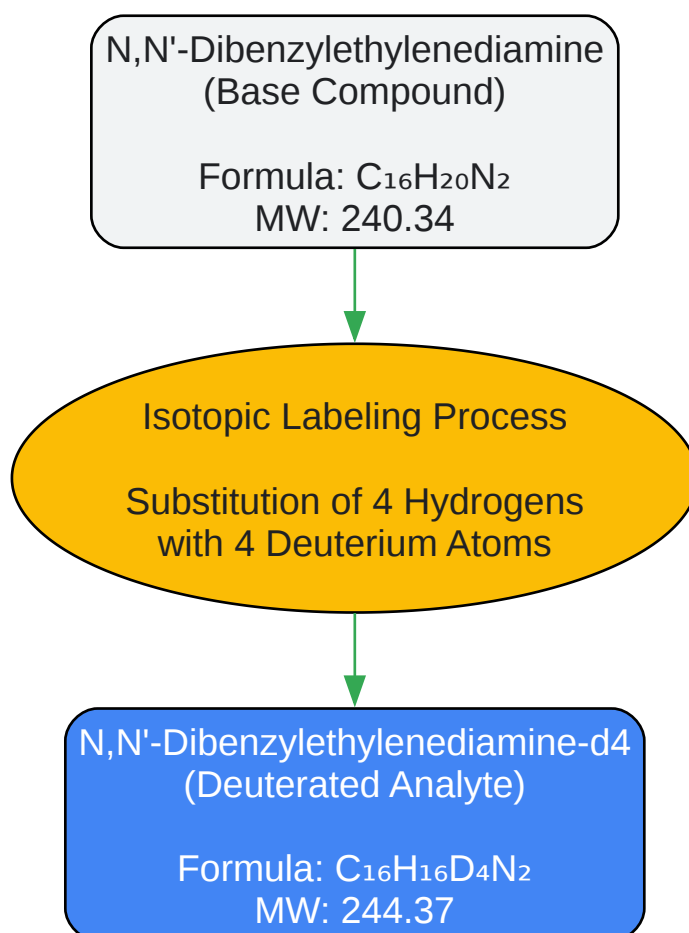 N,N'-Dibenzylethylenediamine
(Base Compound)
Formula: C₁₆H₂₀N₂
MW: 240.34
Isotopic Labeling Process
Substitution of 4 Hydrogens
with 4 Deuterium Atoms
N,N'-Dibenzylethylenediamine-d4
(Deuterated Analyte)
Formula: C₁₆H₁₆D₄N₂
MW: 244.37